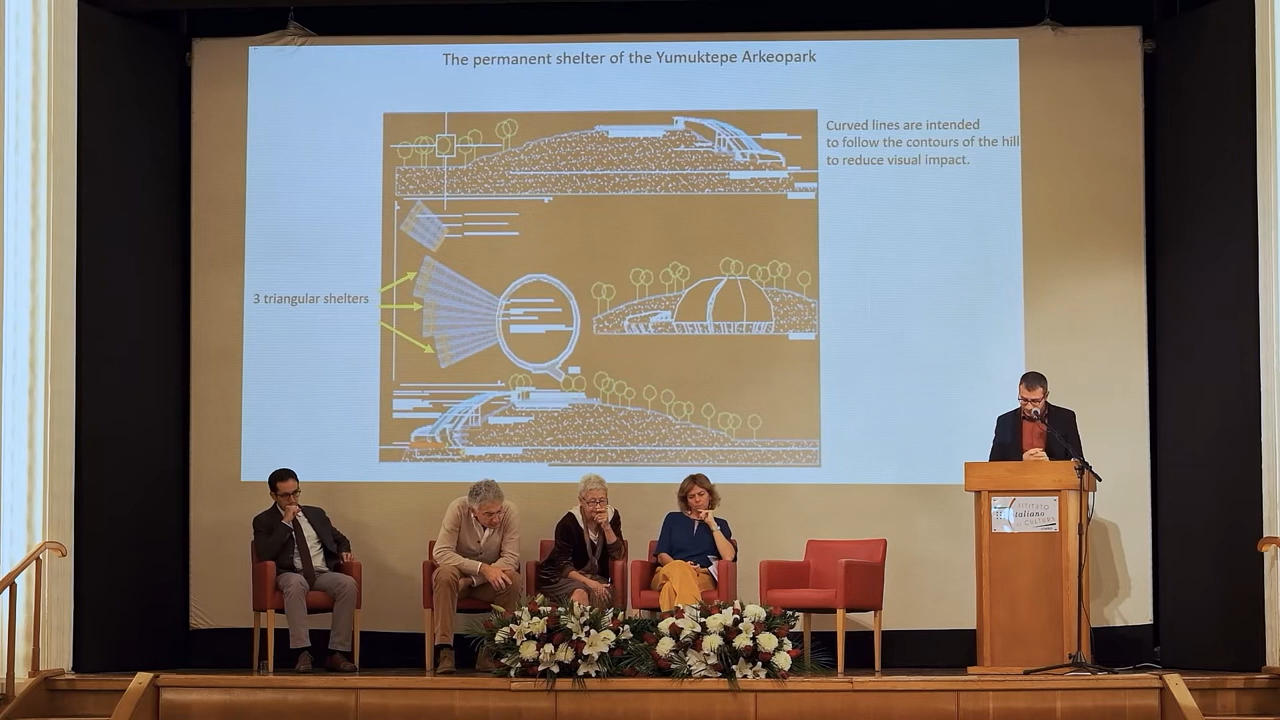 The permanent shelter of the Yumuktepe Arkeopark
Curved lines are intended
to follow the contours of the hill
to reduce visual impact.
3 triangular shelters
ISTITUTO
italiano
di CULTURA